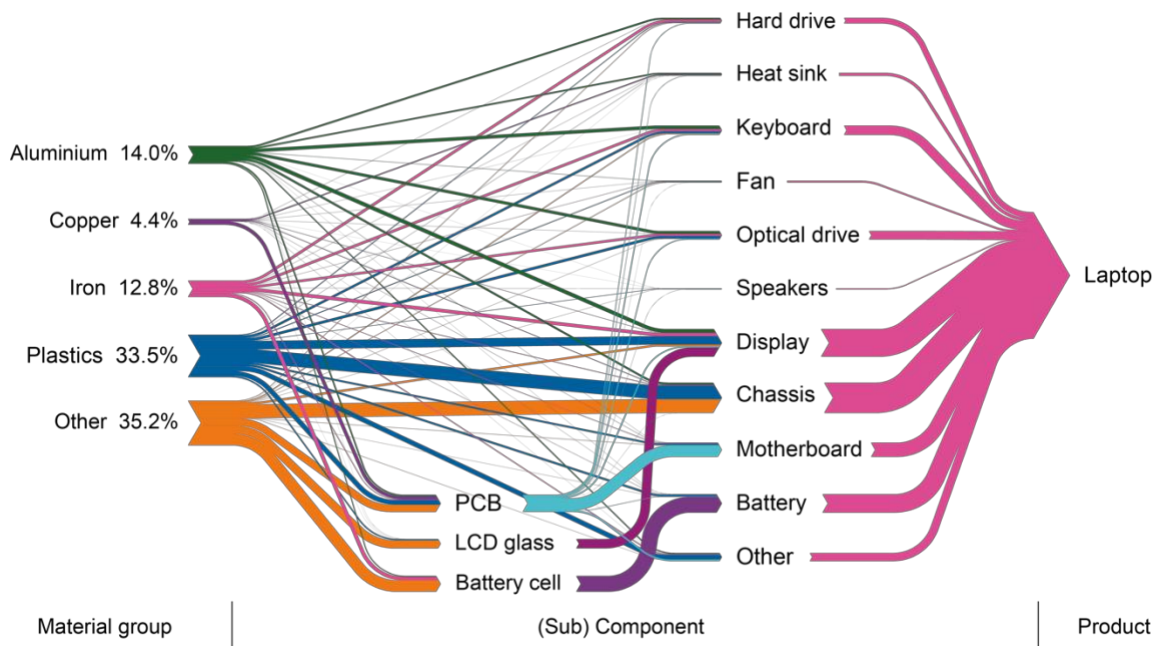 Aluminium 14.0%
Copper 4.4%
Iron 12.8%
Plastics 33.5%
Other 35.2%
PCB
LCD glass
Battery cell
Hard drive
Heat sink
Keyboard
Fan
Optical drive
Speakers
Display
Chassis
Motherboard
Battery
Other
Laptop
Material group
(Sub) Component
Product